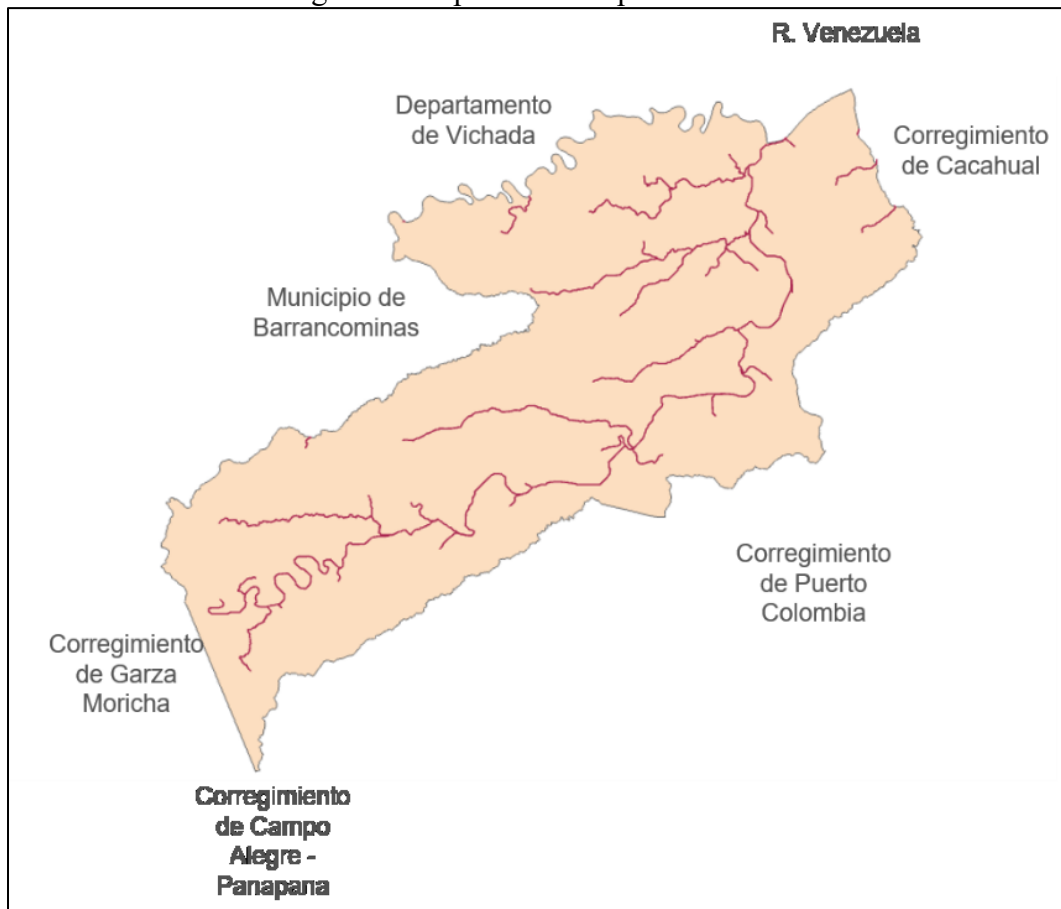 R. Venezuela
Departamento
de Vichada
Corregimiento
de Cacahual
Municipio de
Barrancominas
Corregimiento
de Puerto
Colombia
Corregimiento
de Garza
Moricha
Corregimiento
de Campo
Alegre -
Panapana